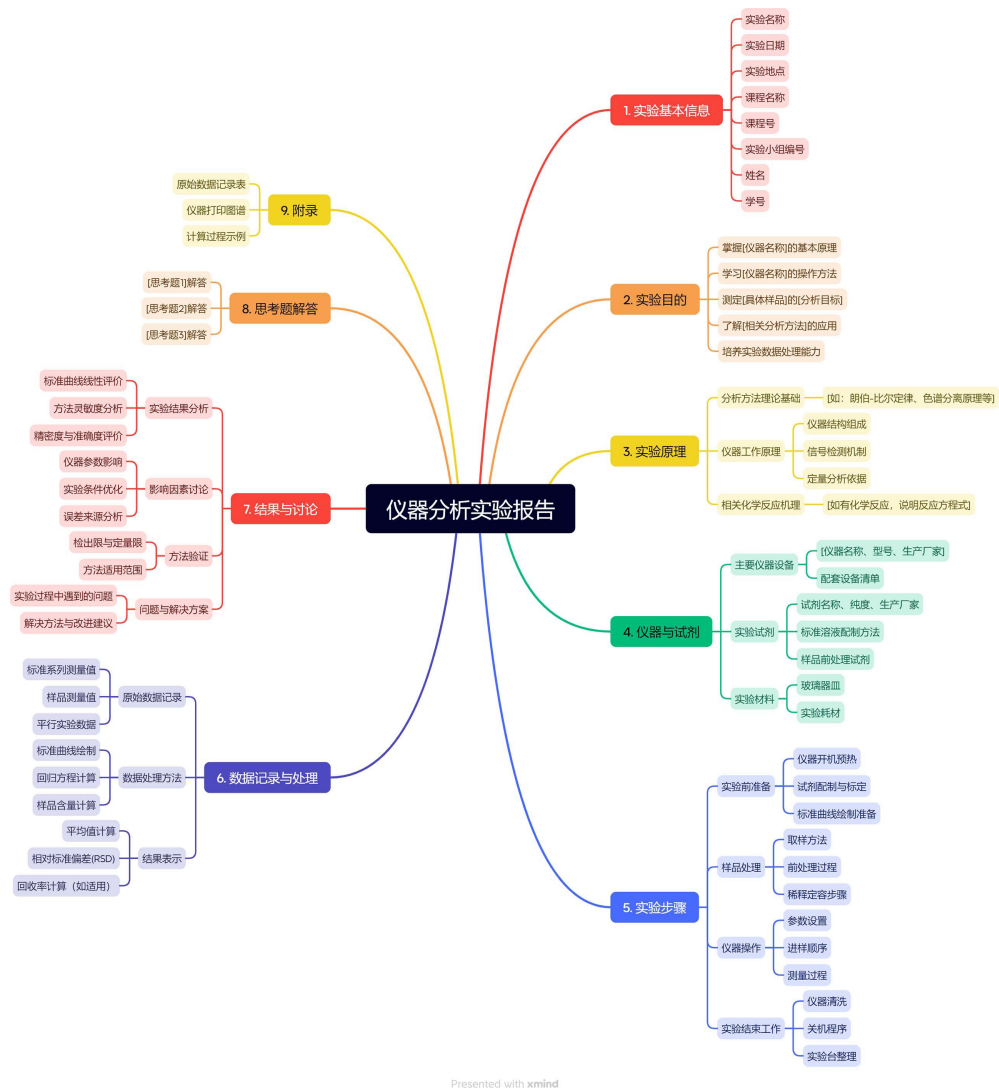 仪器分析实验报告
1. 实验基本信息
实验名称
实验日期
实验地点
课程名称
课程号
实验小组编号
姓名
学号
2. 实验目的
掌握[仪器名称]的基本原理
学习[仪器名称]的操作方法
测定[具体样品]的[分析目标]
了解[相关分析方法]的应用
培养实验数据处理能力
3. 实验原理
分析方法理论基础
[如：朗伯-比尔定律、色谱分离原理等]
仪器工作原理
仪器结构组成
信号检测机制
定量分析依据
相关化学反应机理
[如有化学反应，说明反应方程式]
4. 仪器与试剂
主要仪器设备
[仪器名称、型号、生产厂家]
配套设备清单
实验试剂
试剂名称、纯度、生产厂家
标准溶液配制方法
样品前处理试剂
实验材料
玻璃器皿
实验耗材
5. 实验步骤
实验前准备
仪器开机预热
试剂配制与标定
标准曲线绘制准备
样品处理
取样方法
前处理过程
稀释定容步骤
仪器操作
参数设置
进样顺序
测量过程
实验结束工作
仪器清洗
关机程序
实验台整理
6. 数据记录与处理
原始数据记录
标准系列测量值
样品测量值
平行实验数据
数据处理方法
标准曲线绘制
回归方程计算
样品含量计算
结果表示
平均值计算
相对标准偏差(RSD)
回收率计算（如适用）
7. 结果与讨论
实验结果分析
标准曲线线性评价
方法灵敏度分析
精密度与准确度评价
影响因素讨论
仪器参数影响
实验条件优化
误差来源分析
方法验证
检出限与定量限
方法适用范围
问题与解决方案
实验过程中遇到的问题
解决方法与改进建议
8. 思考题解答
[思考题1]解答
[思考题2]解答
[思考题3]解答
9. 附录
原始数据记录表
仪器打印图谱
计算过程示例
Presented with xmind